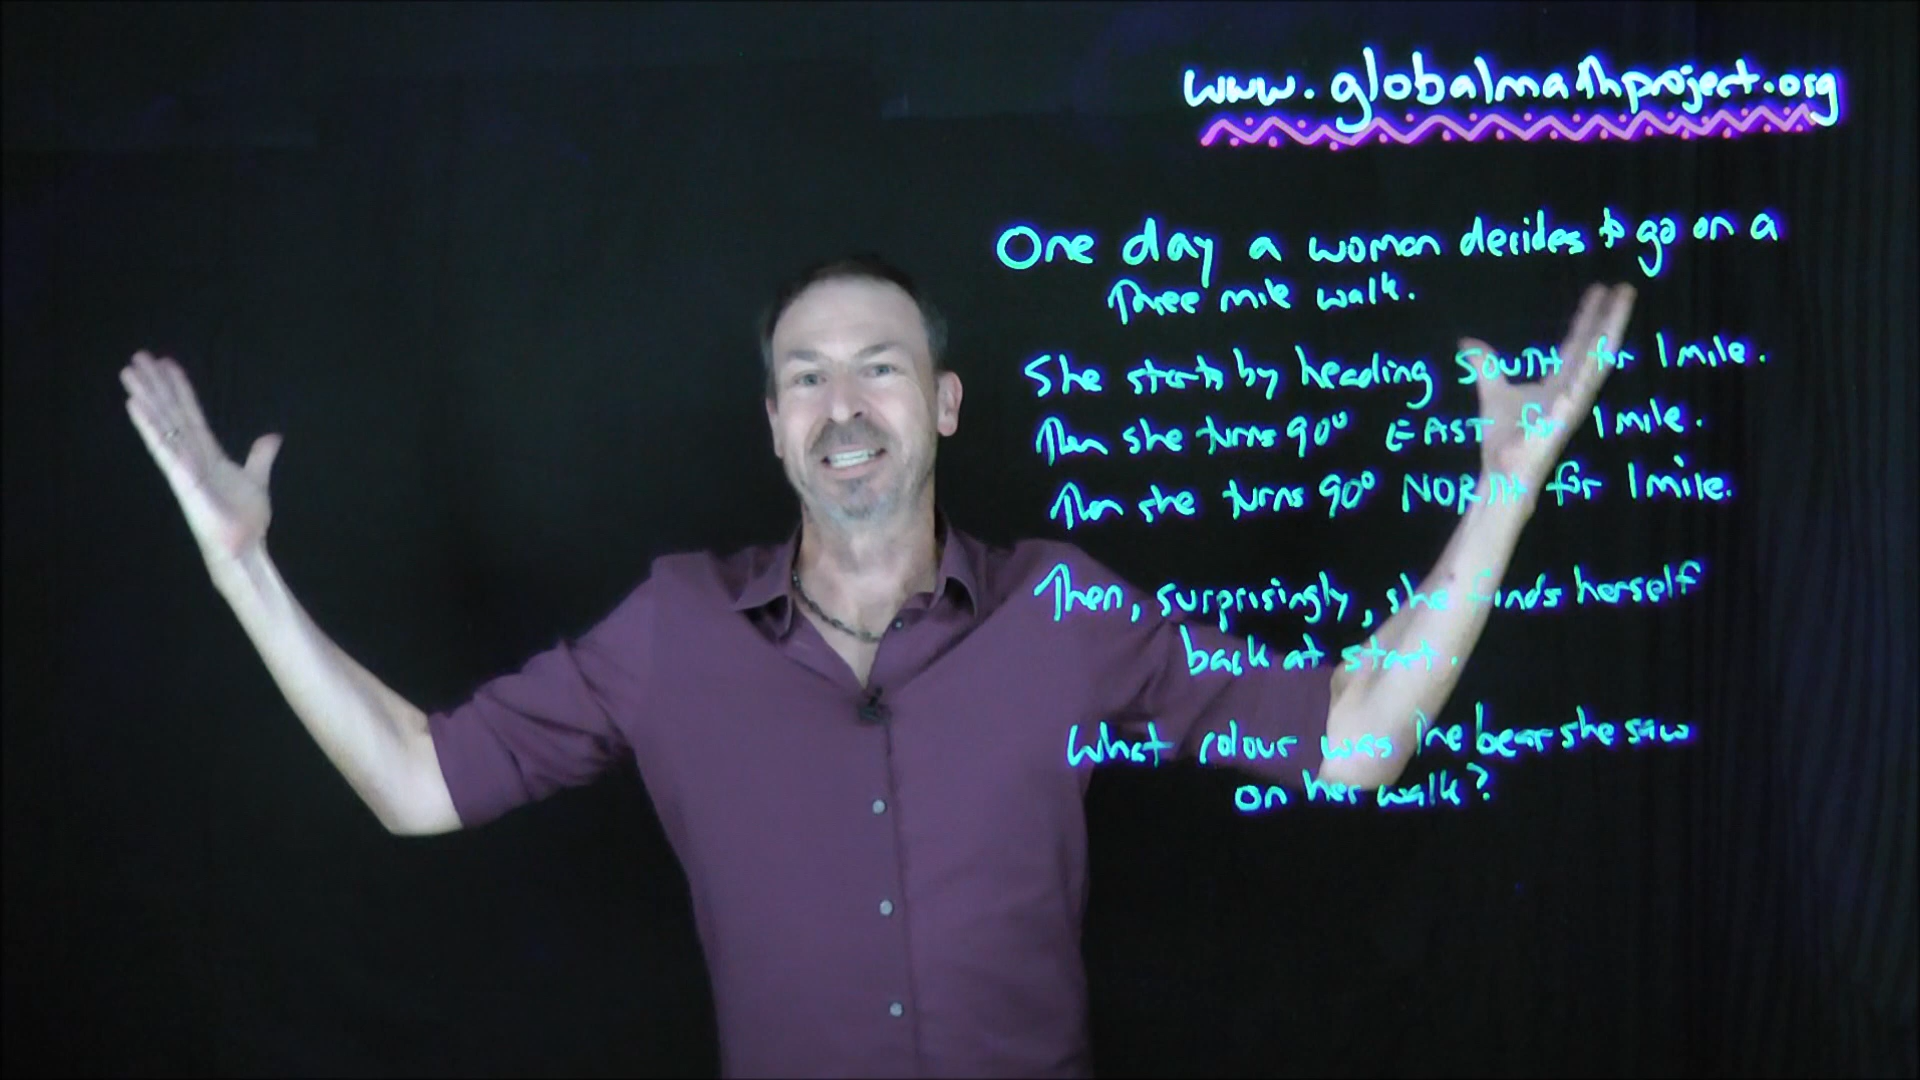 www.globalmathproject.org
One day a woman decides to go on a
three mile walk.
She starts by heading SOUTH for 1 mile.
Then she turns 90° EAST for 1 mile.
Then she turns 90° NORTH for 1 mile.
Then, surprisingly, she finds herself
back at start.
What colour was the bear she saw
on her walk?